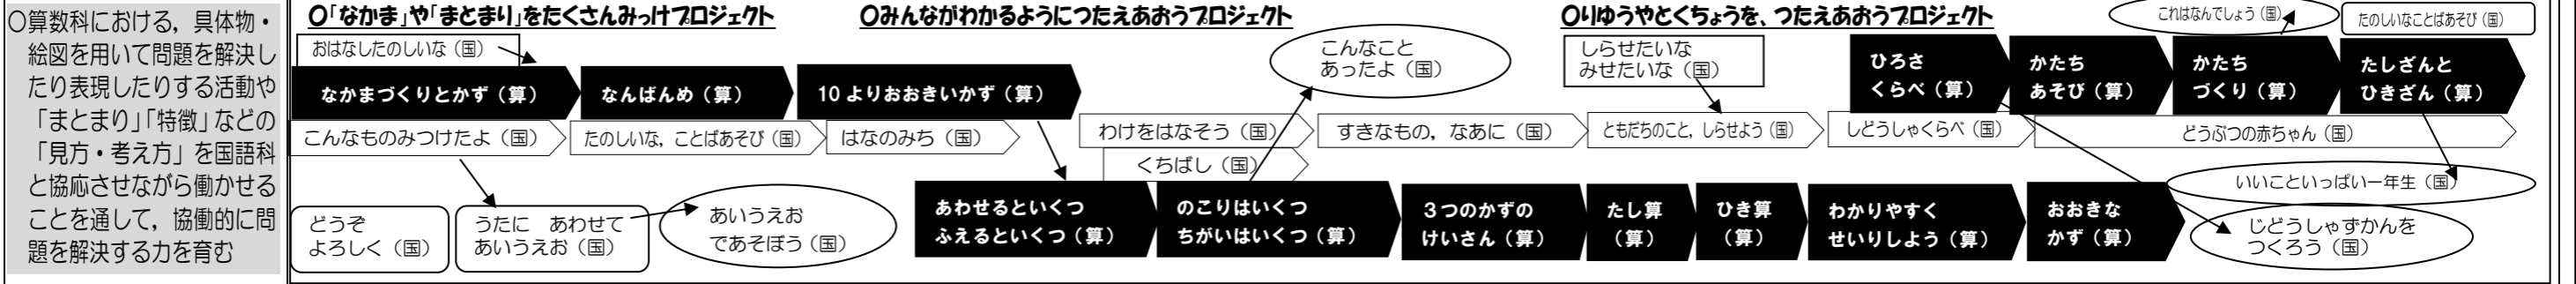 〇算数科における，具体物・
絵図を用いて問題を解決し
たり表現したりする活動や
「まとまり」「特徴」などの
「見方・考え方」を国語科
と協応させながら働かせる
ことを通して，協働的に問
題を解決する力を育む
〇「なかま」や「まとまり」をたくさんみっけプロジェクト
〇みんながわかるようにつたえあおうプロジェクト
〇りゆうやとくちょうを、つたえあおうプロジェクト
これはなんでしょう（国）
たのしいなことばあそび（国）
おはなしたのしいな（国）
こんなこと
あったよ（国）
しらせたいな
みせたいな（国）
なかまづくりとかず（算）
なんばんめ（算）
10 よりおおきいかず（算）
ひろさ
くらべ（算）
かたち
あそび（算）
かたち
づくり（算）
たしざんと
ひきざん（算）
こんなものみつけたよ（国）
たのしいな，ことばあそび（国）
はなのみち（国）
わけをはなそう（国）
くちばし（国）
すきなもの，なあに（国）
ともだちのこと，しらせよう（国）
しどうしゃくらべ（国）
どうぶつの赤ちゃん（国）
どうぞ
よろしく（国）
うたに　あわせて
あいうえお（国）
あいうえお
であそぼう（国）
あわせるといくつ
ふえるといくつ（算）
のこりはいくつ
ちがいはいくつ（算）
３つのかずの
けいさん（算）
たし算
（算）
ひき算
（算）
わかりやすく
せいりしよう（算）
おおきな
かず（算）
いいこといっぱい一年生（国）
じどうしゃずかんを
つくろう（国）